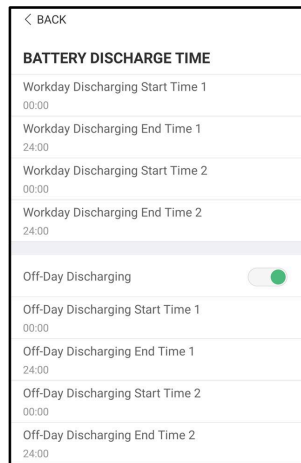 < BACK
BATTERY DISCHARGE TIME
Workday Discharging Start Time 1
00:00
Workday Discharging End Time 1
24:00
Workday Discharging Start Time 2
00:00
Workday Discharging End Time 2
24:00
Off-Day Discharging
Off-Day Discharging Start Time 1
00:00
Off-Day Discharging End Time 1
24:00
Off-Day Discharging Start Time 2
00:00
Off-Day Discharging End Time 2
24:00